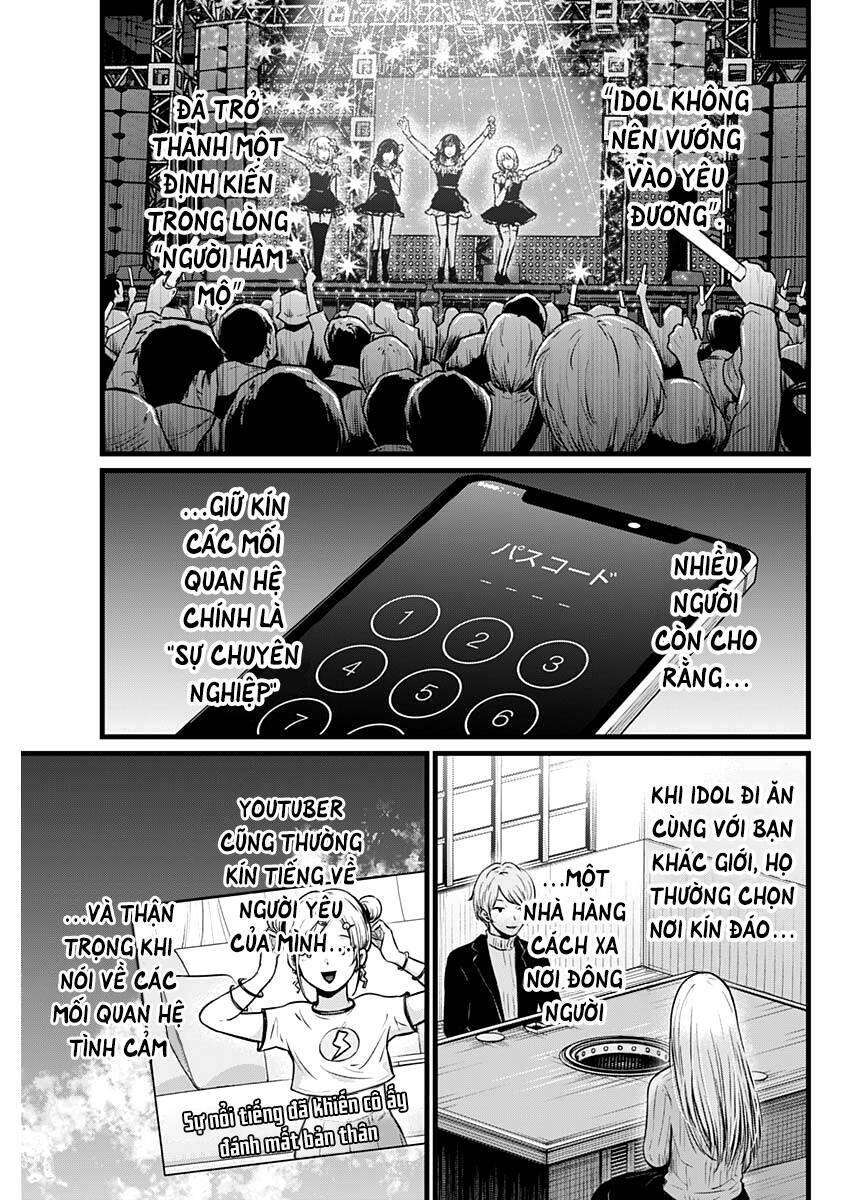 “IDOL KHÔNG
NÊN VƯỚNG
VÀO YÊU
ĐƯƠNG”.
ĐÃ TRỞ
THÀNH MỘT
ĐỊNH KIẾN
TRONG LÒNG
“NGƯỜI HÂM
MỘ”
NHIỀU
NGƯỜI
CÒN CHO
RẰNG...
...GIỮ KÍN
CÁC MỐI
QUAN HỆ
CHÍNH LÀ
"SỰ CHUYÊN
NGHIỆP"
パスコード
1
2
3
4
5
6
7
KHI IDOL ĐI ĂN
CÙNG VỚI BẠN
KHÁC GIỚI, HỌ
THƯỜNG CHỌN
NƠI KÍN ĐÁO...
...MỘT
NHÀ HÀNG
CÁCH XA
NƠI ĐÔNG
NGƯỜI
YOUTUBER
CŨNG THƯỜNG
KÍN TIẾNG VỀ
NGƯỜI YÊU
CỦA MÌNH...
...VÀ THẬN
TRỌNG KHI
NÓI VỀ CÁC
MỐI QUAN HỆ
TÌNH CẢM
Sự nổi tiếng đã khiến cô ấy
đánh mất bản thân